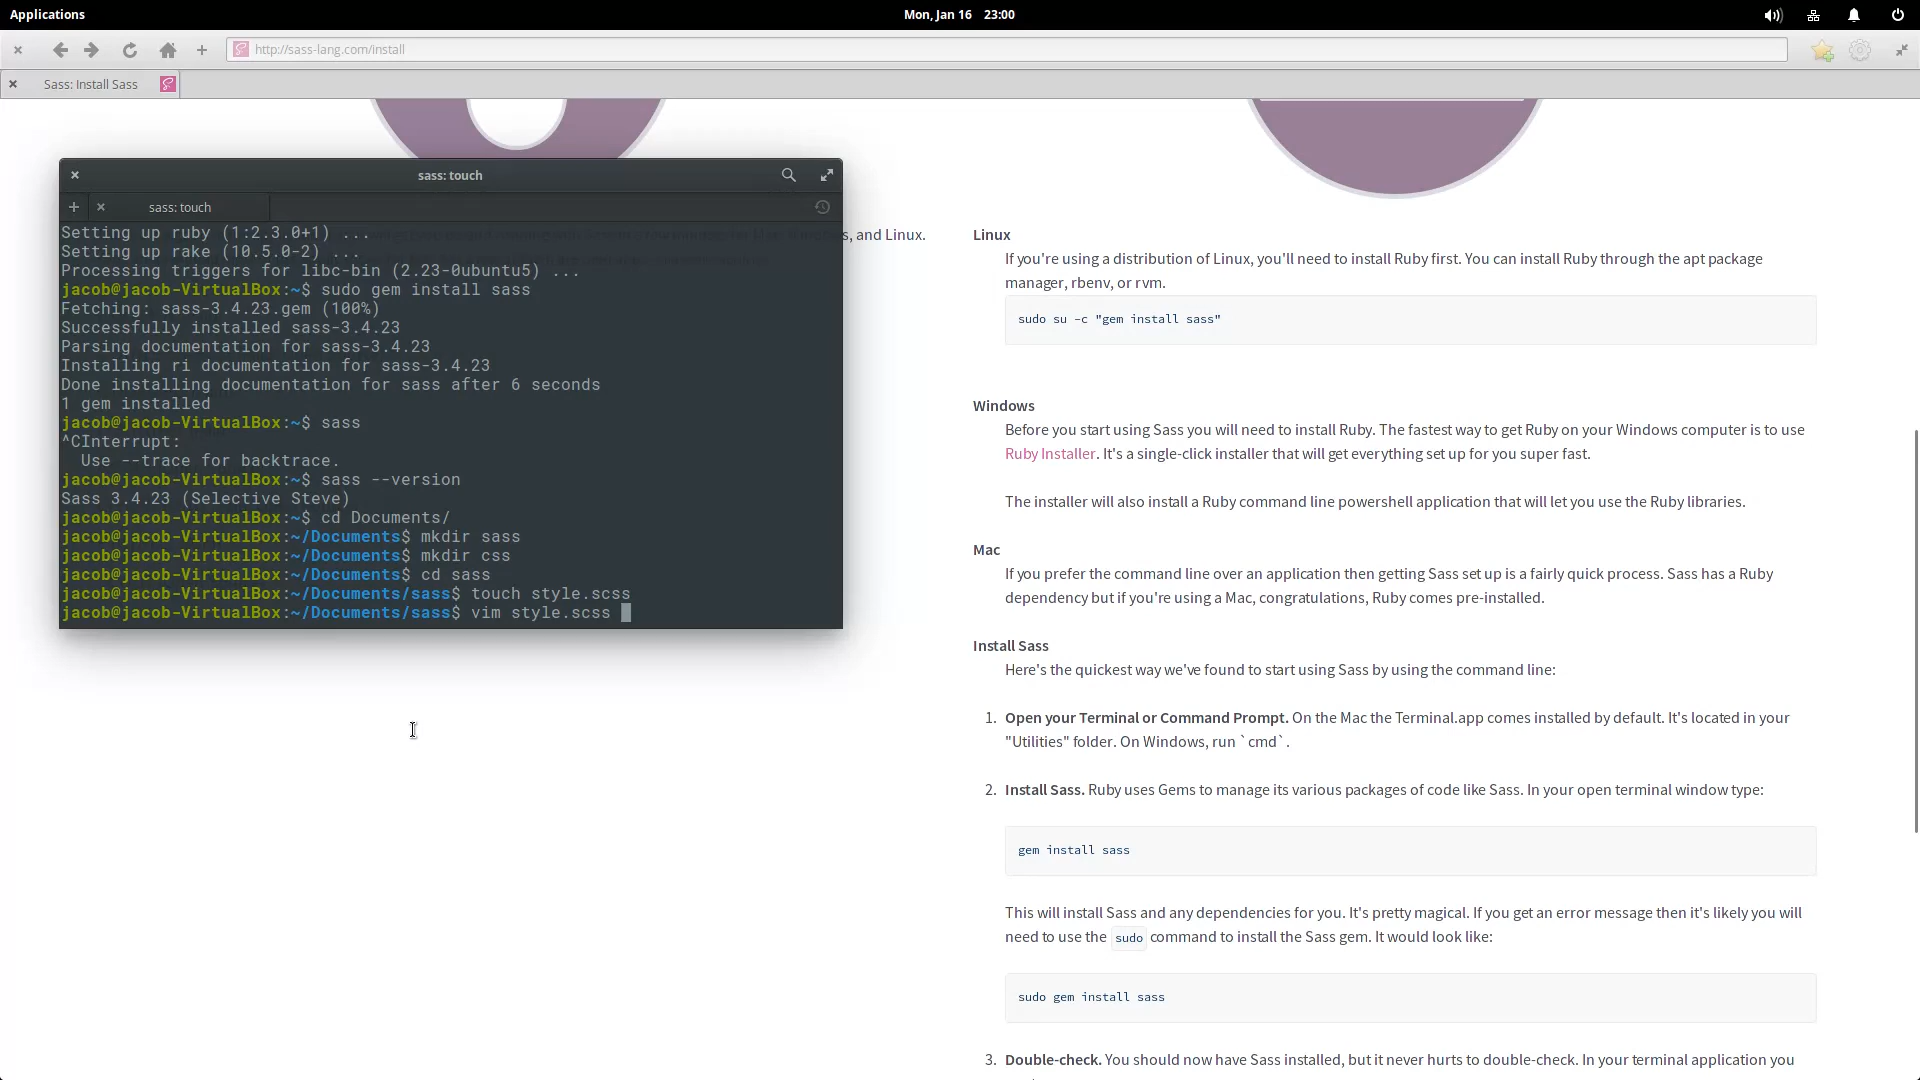 Applications
Mon, Jan 16 23:00
http://sass-lang.com/install
Sass: Install Sass
sass: touch
sass: touch
Setting up ruby (1:2.3.0+1) ...
Setting up rake (10.5.0-2) ...
Processing triggers for libc-bin (2.23-0ubuntu5) ...
jacob@jacob-VirtualBox:~$ sudo gem install sass
Fetching: sass-3.4.23.gem (100%)
Successfully installed sass-3.4.23
Parsing documentation for sass-3.4.23
Installing ri documentation for sass-3.4.23
Done installing documentation for sass after 6 seconds
1 gem installed
jacob@jacob-VirtualBox:~$ sass
^CInterrupt:
Use --trace for backtrace.
jacob@jacob-VirtualBox:~$ sass --version
Sass 3.4.23 (Selective Steve)
jacob@jacob-VirtualBox:~$ cd Documents/
jacob@jacob-VirtualBox:~/Documents$ mkdir sass
jacob@jacob-VirtualBox:~/Documents$ mkdir css
jacob@jacob-VirtualBox:~/Documents$ cd sass
jacob@jacob-VirtualBox:~/Documents/sass$ touch style.scss
jacob@jacob-VirtualBox:~/Documents/sass$ vim style.scss
s, and Linux.
Linux
If you're using a distribution of Linux, you'll need to install Ruby first. You can install Ruby through the apt package
manager, rbenv, or rvm.
sudo su -c "gem install sass"
Windows
Before you start using Sass you will need to install Ruby. The fastest way to get Ruby on your Windows computer is to use
Ruby Installer. It's a single-click installer that will get everything set up for you super fast.
The installer will also install a Ruby command line powershell application that will let you use the Ruby libraries.
Mac
If you prefer the command line over an application then getting Sass set up is a fairly quick process. Sass has a Ruby
dependency but if you're using a Mac, congratulations, Ruby comes pre-installed.
Install Sass
Here's the quickest way we've found to start using Sass by using the command line:
1. Open your Terminal or Command Prompt. On the Mac the Terminal.app comes installed by default. It's located in your
"Utilities" folder. On Windows, run `cmd`.
2. Install Sass. Ruby uses Gems to manage its various packages of code like Sass. In your open terminal window type:
gem install sass
This will install Sass and any dependencies for you. It's pretty magical. If you get an error message then it's likely you will
need to use the sudo command to install the Sass gem. It would look like:
sudo gem install sass
3. Double-check. You should now have Sass installed, but it never hurts to double-check. In your terminal application you